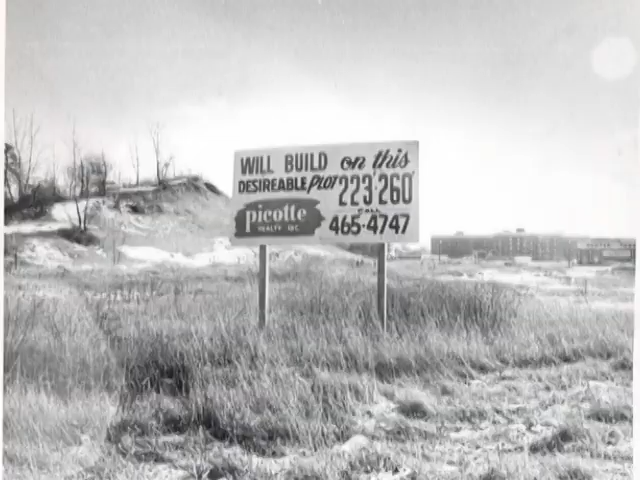 WILL BUILD on this
DESIREABLE PLOT 223'260'
CALL
picotte 465-4747
REALTY INC.